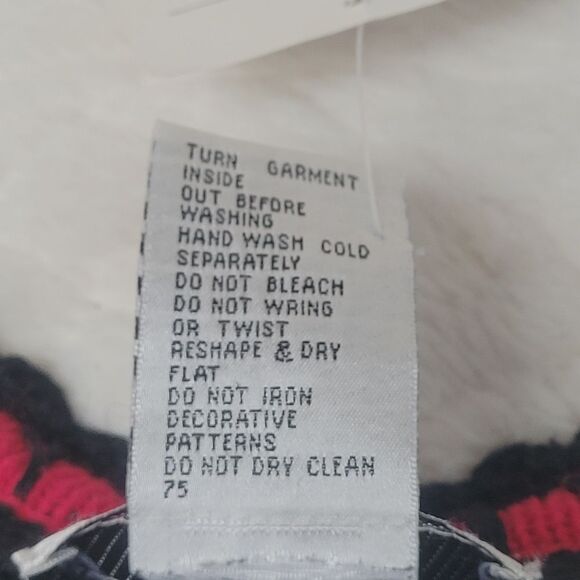 TURN GARMENT
INSIDE
OUT BEFORE
WASHING
HAND WASH COLD
SEPARATELY
DO NOT BLEACH
DO NOT WRING
OR TWIST
RESHAPE & DRY
FLAT
DO NOT IRON
DECORATIVE
PATTERNS
DO NOT DRY CLEAN
75